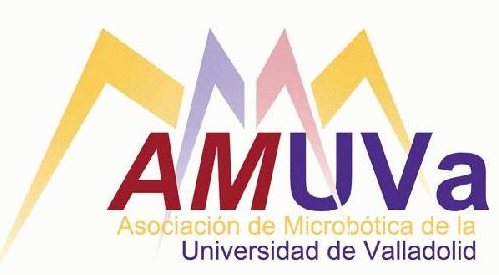 AMUVa
Asociación de Microbótica de la
Universidad de Valladolid